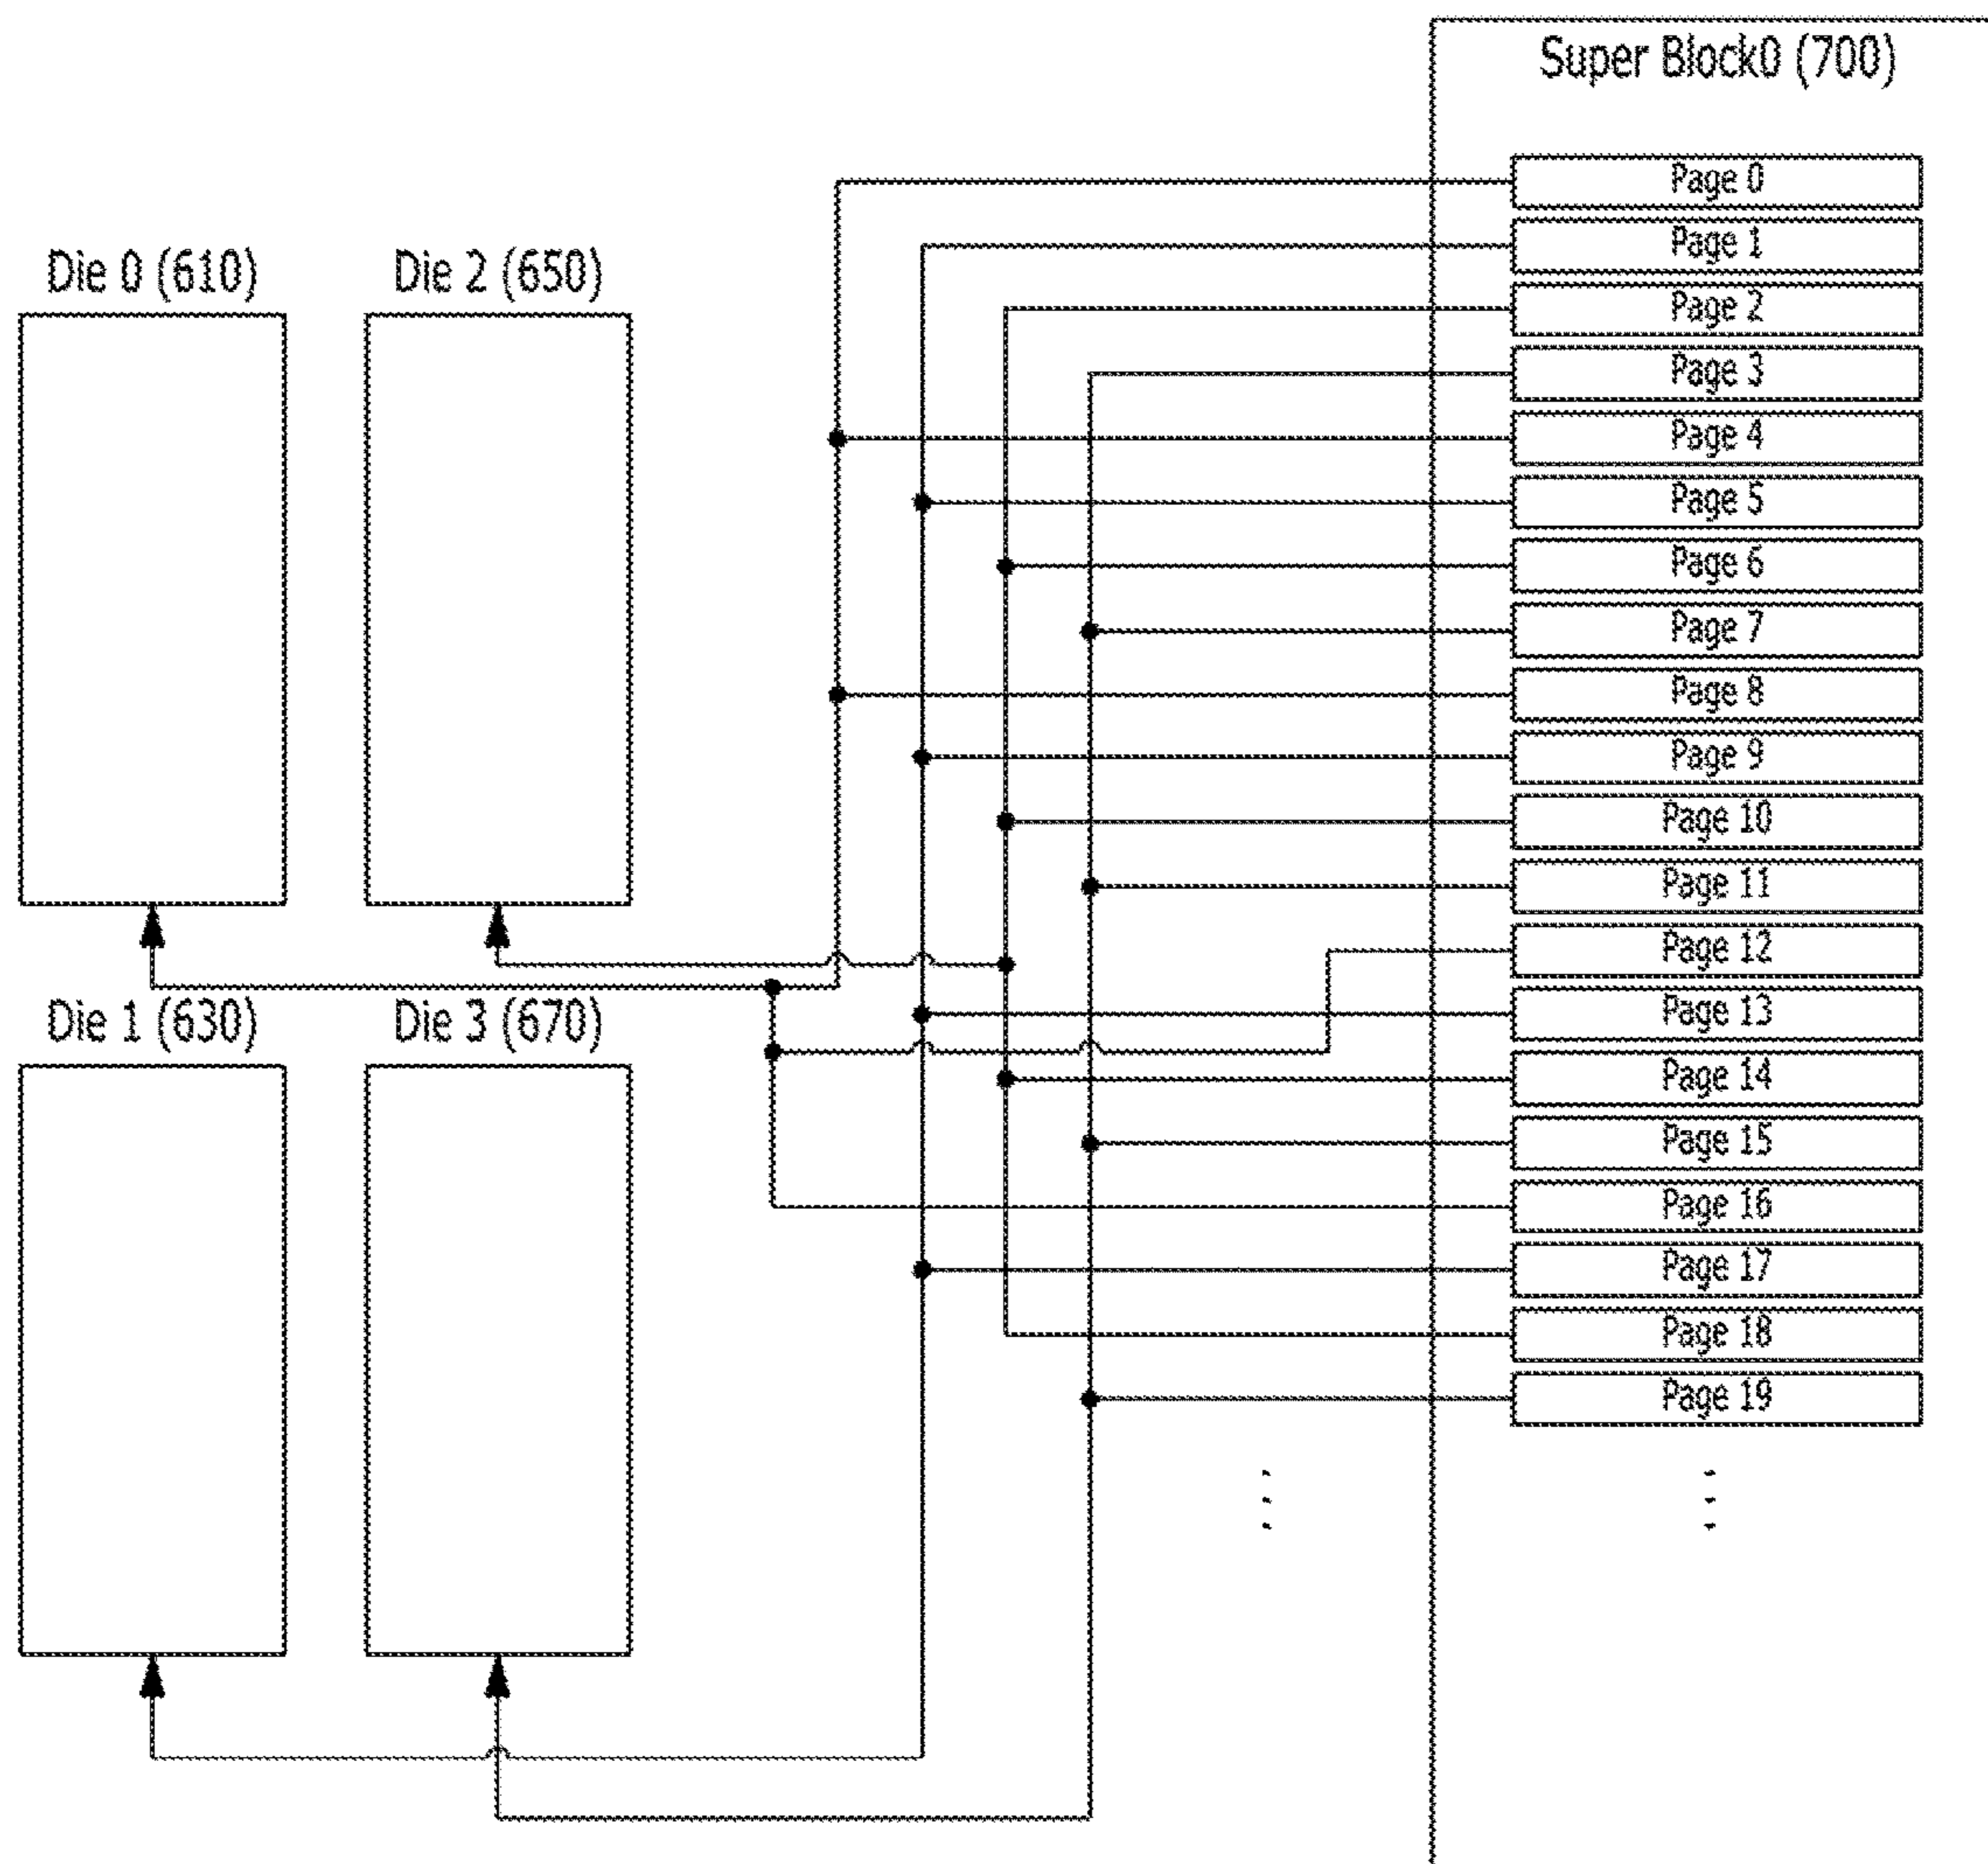 Super Block0 (700)
Page 0
Page 1
Die 0 (610)
Die 2 (650)
Page 2
Page 3
Page 4
Page 5
Page 6
Page 7
Page 8
Page 9
Page 10
Page 11
Page 12
Die 1 (630)
Die 3 (670)
Page 13
Page 14
Page 15
Page 16
Page 17
Page 18
Page 19